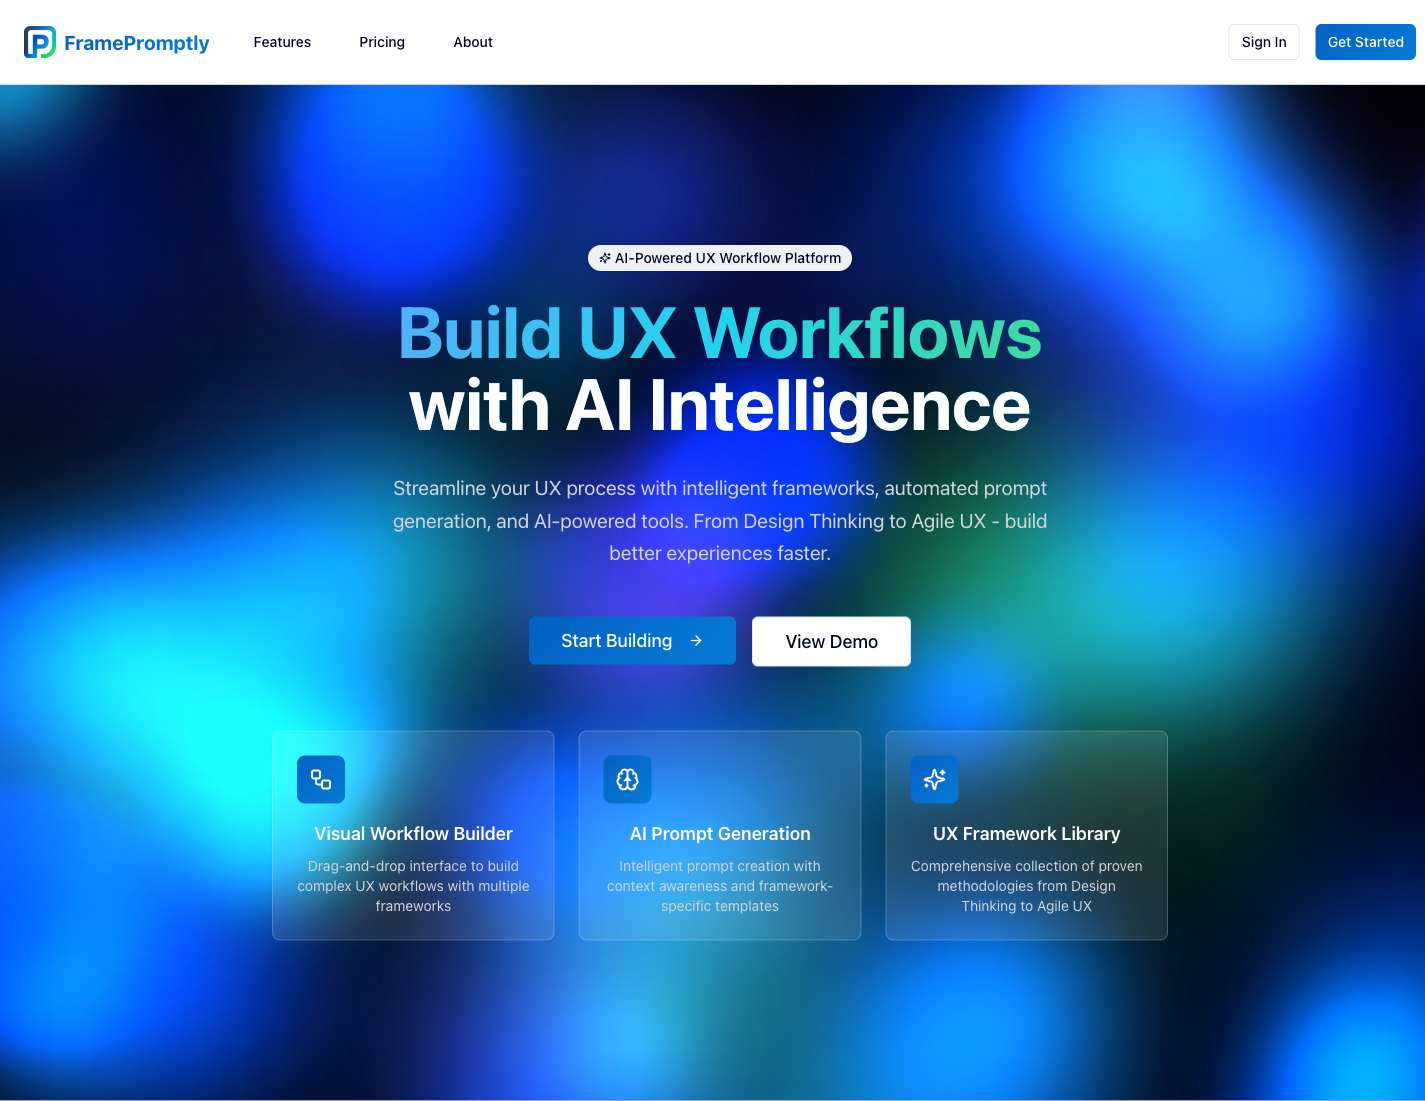 FramePromptly
Features
Pricing
About
Sign In
Get Started
AI-Powered UX Workflow Platform
Build UX Workflows
with AI Intelligence
Streamline your UX process with intelligent frameworks, automated prompt
generation, and AI-powered tools. From Design Thinking to Agile UX - build
better experiences faster.
Start Building
View Demo
Visual Workflow Builder
Drag-and-drop interface to build
complex UX workflows with multiple
frameworks
AI Prompt Generation
Intelligent prompt creation with
context awareness and framework-
specific templates
UX Framework Library
Comprehensive collection of proven
methodologies from Design
Thinking to Agile UX